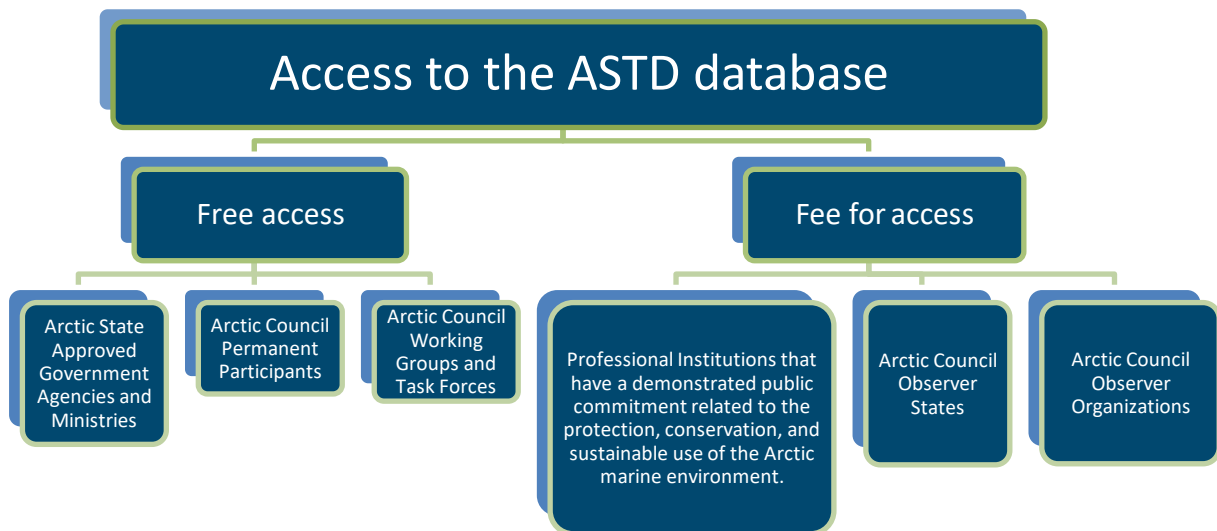 Access to the ASTD database
Free access
Fee for access
Arctic State
Approved
Government
Agencies and
Ministries
Arctic Council
Permanent
Participants
Arctic Council
Working
Groups and
Task Forces
Professional Institutions that
have a demonstrated public
commitment related to the
protection, conservation, and
sustainable use of the Arctic
marine environment.
Arctic Council
Observer
States
Arctic Council
Observer
Organizations